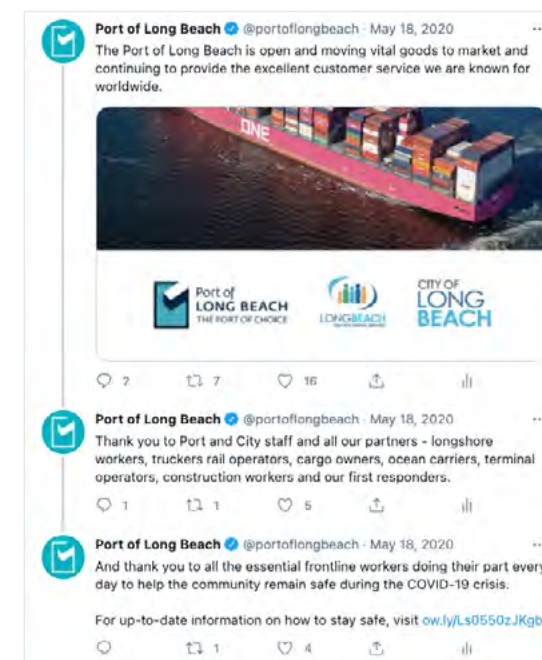 Port of Long Beach @portoflongbeach · May 18, 2020
The Port of Long Beach is open and moving vital goods to market and
continuing to provide the excellent customer service we are known for
worldwide.
ONE
Port of
LONG BEACH
THE PORT OF CHOICE
LONGBEACH
CITY OF
LONG
BEACH
7 16
Port of Long Beach @portoflongbeach · May 18, 2020
Thank you to Port and City staff and all our partners - longshore
workers, truckers rail operators, cargo owners, ocean carriers, terminal
operators, construction workers and our first responders.
1 1 5
Port of Long Beach @portoflongbeach · May 18, 2020
And thank you to all the essential frontline workers doing their part every
day to help the community remain safe during the COVID-19 crisis.
For up-to-date information on how to stay safe, visit
1 4